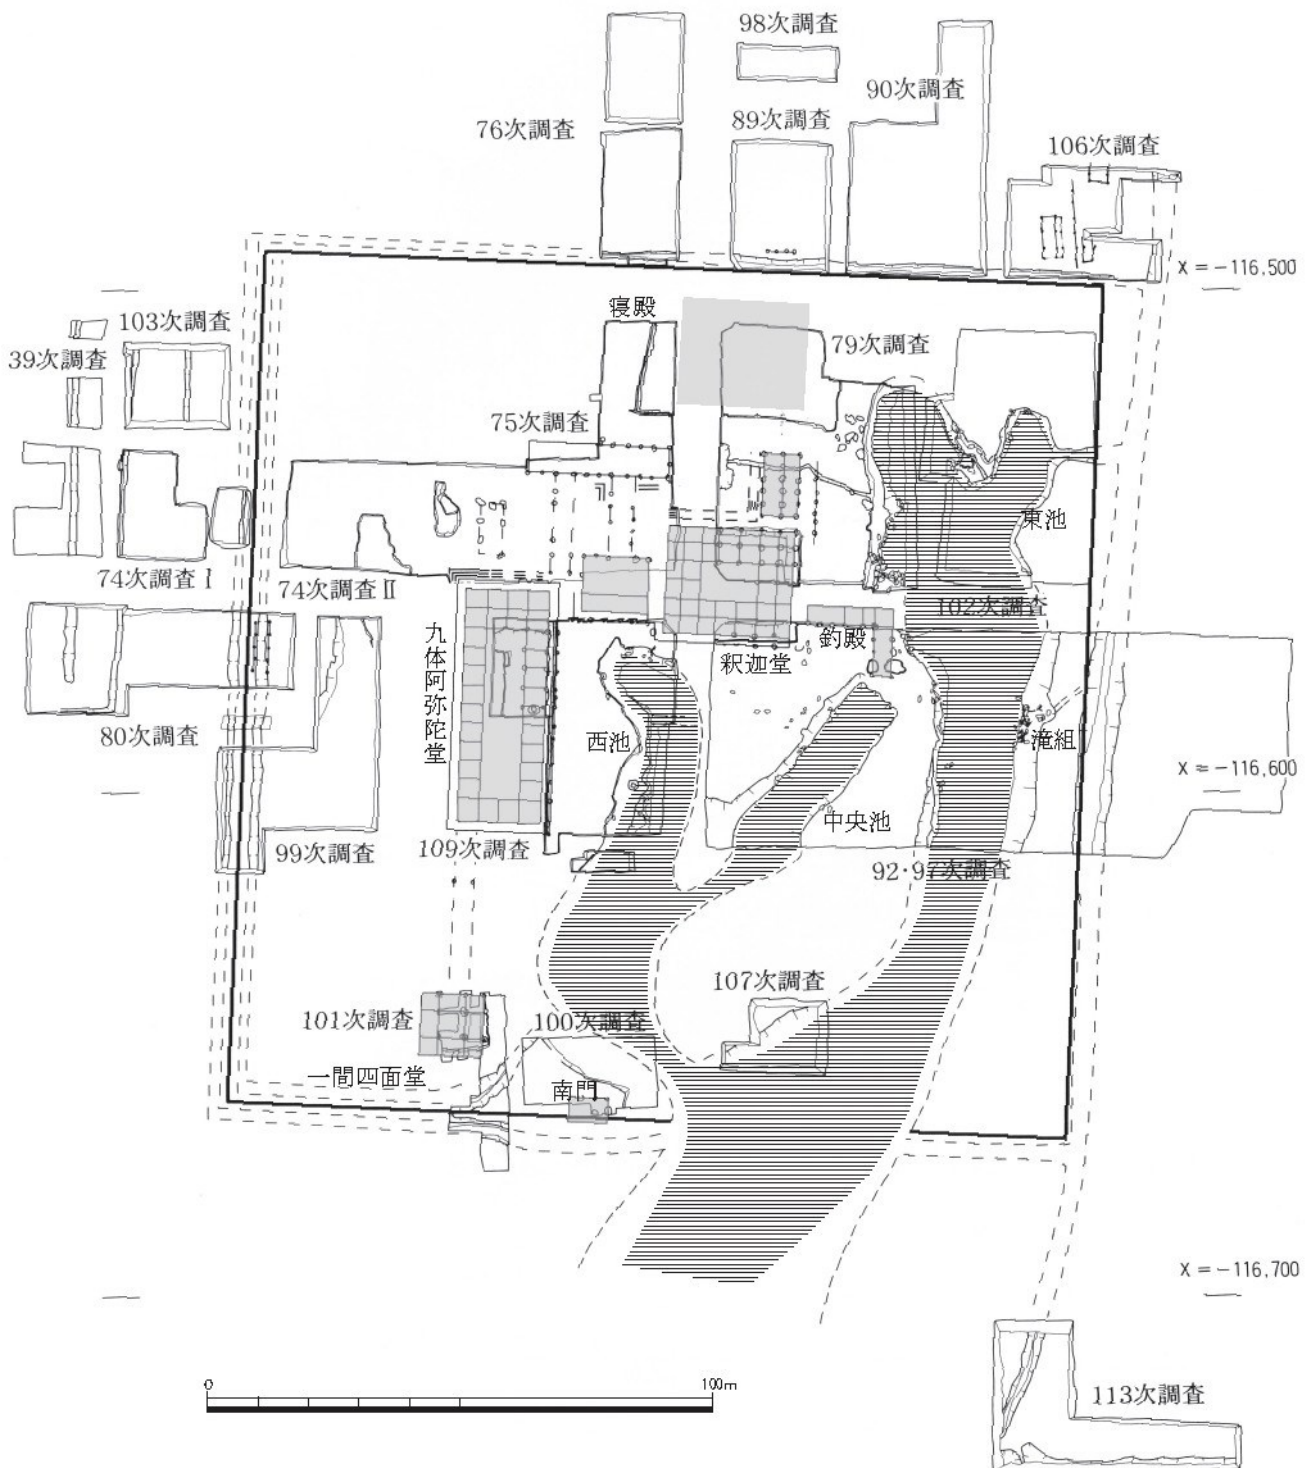 98次調査
90次調査
76次調査
89次調査
106次調査
X=-116,500
寝殿
103次調査
79次調査
39次調査
75次調査
東池
74次調査Ⅰ
74次調査Ⅱ
102次調査
釣殿
釈迦堂
九体阿弥陀堂
80次調査
西池
滝組
X=-116,600
中央池
99次調査
109次調査
92・97次調査
107次調査
101次調査
100次調査
一間四面堂
南門
X=-116,700
0
100m
113次調査